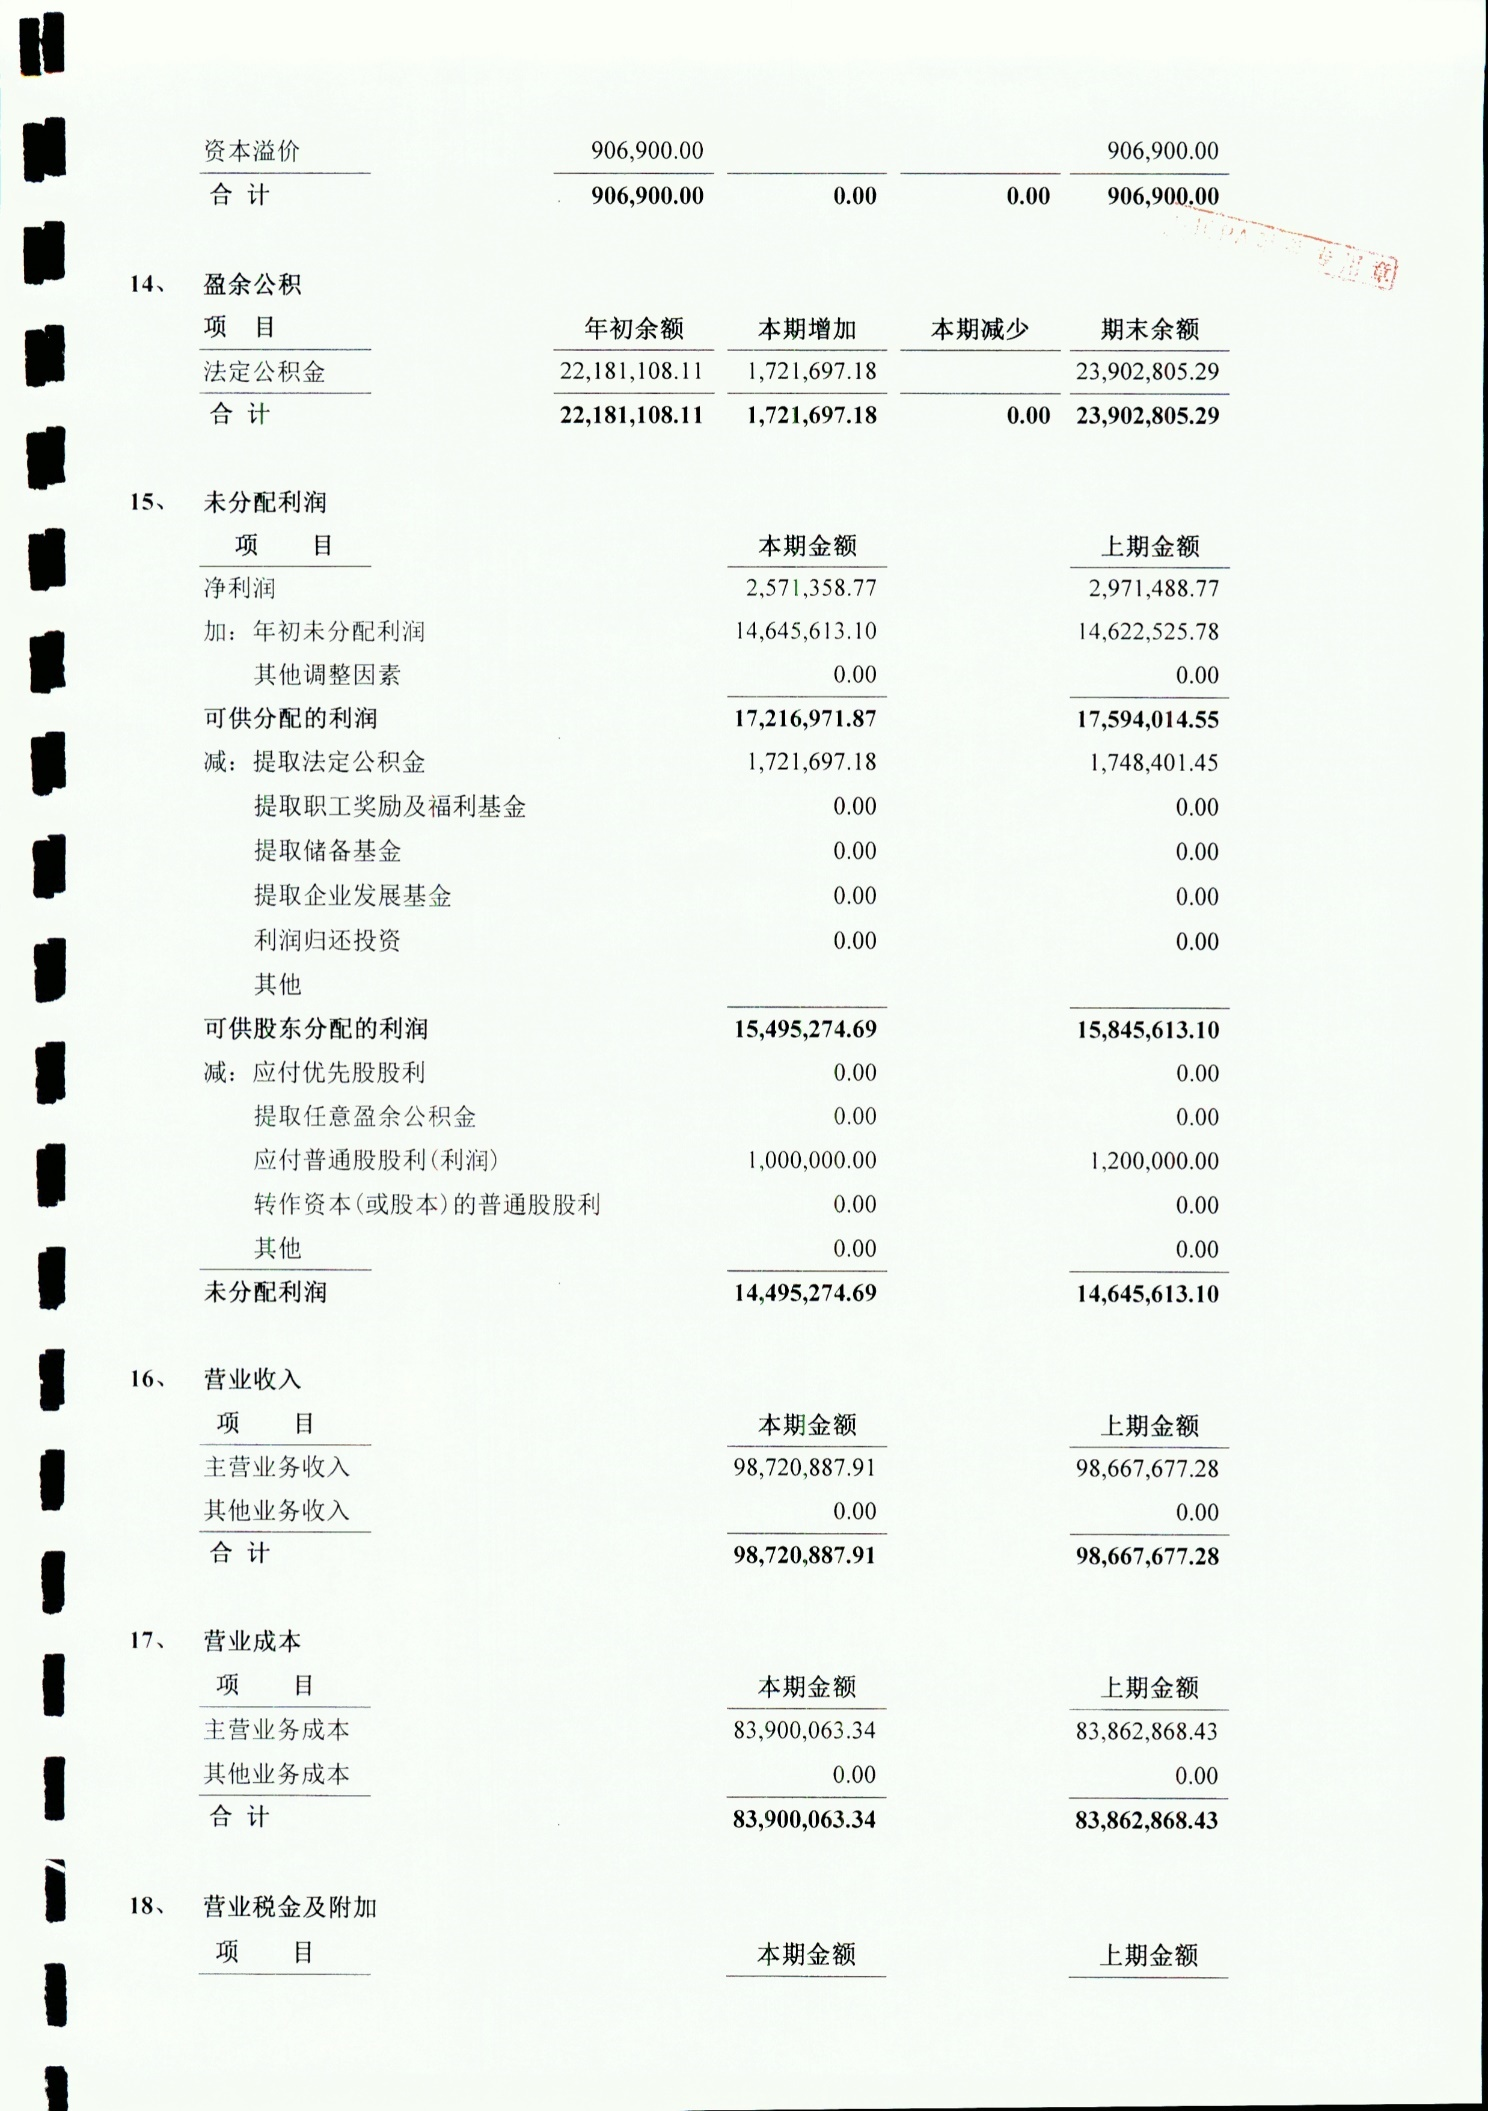 资本溢价 906,900.00 906,900.00
合 计 906,900.00 0.00 0.00 906,900.00
专用章
14、 盈余公积
项 目 年初余额 本期增加 本期减少 期末余额
法定公积金 22,181,108.11 1,721,697.18 23,902,805.29
合 计 22,181,108.11 1,721,697.18 0.00 23,902,805.29
15、 未分配利润
项 目 本期金额 上期金额
净利润 2,571,358.77 2,971,488.77
加：年初未分配利润 14,645,613.10 14,622,525.78
其他调整因素 0.00 0.00
可供分配的利润 17,216,971.87 17,594,014.55
减：提取法定公积金 1,721,697.18 1,748,401.45
提取职工奖励及福利基金 0.00 0.00
提取储备基金 0.00 0.00
提取企业发展基金 0.00 0.00
利润归还投资 0.00 0.00
其他
可供股东分配的利润 15,495,274.69 15,845,613.10
减：应付优先股股利 0.00 0.00
提取任意盈余公积金 0.00 0.00
应付普通股股利(利润) 1,000,000.00 1,200,000.00
转作资本(或股本)的普通股股利 0.00 0.00
其他 0.00 0.00
未分配利润 14,495,274.69 14,645,613.10
16、 营业收入
项 目 本期金额 上期金额
主营业务收入 98,720,887.91 98,667,677.28
其他业务收入 0.00 0.00
合 计 98,720,887.91 98,667,677.28
17、 营业成本
项 目 本期金额 上期金额
主营业务成本 83,900,063.34 83,862,868.43
其他业务成本 0.00 0.00
合 计 83,900,063.34 83,862,868.43
18、 营业税金及附加
项 目 本期金额 上期金额